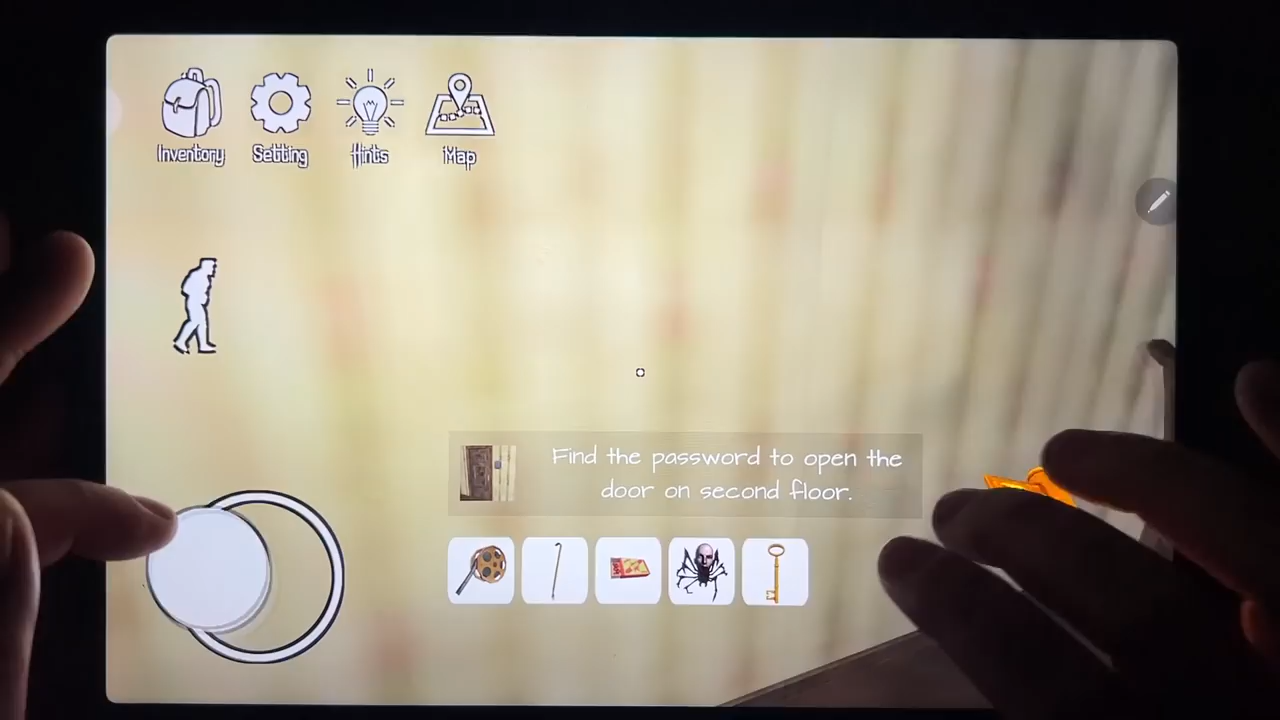 Inventory
Setting
Hints
Map
Find the password to open the
door on second floor.